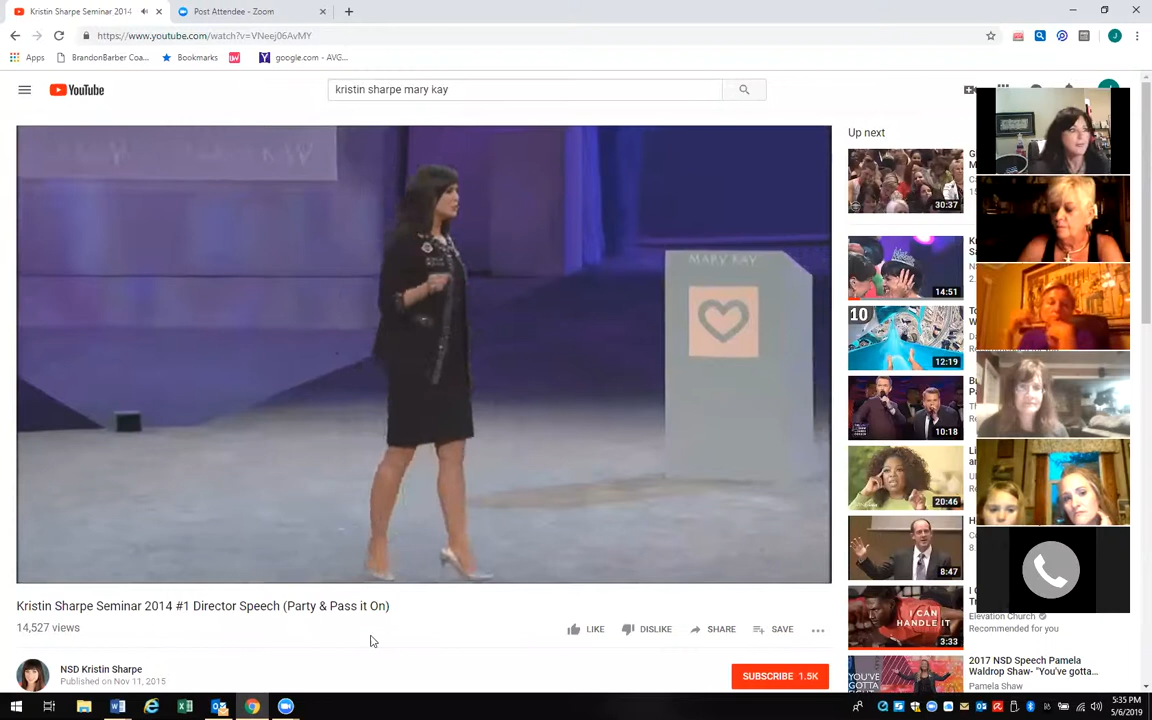 Kristin Sharpe Seminar 2014
Post Attendee - Zoom
https://www.youtube.com/watch?v=VNeej06AvMY
J
Apps
BrandonBarber Coa...
Bookmarks
google.com - AVG...
YouTube
kristin sharpe mary kay
Up next
MARY KAY
30:37
14:51
10
12:19
10:18
20:46
8:47
I CAN
HANDLE IT
3:33
Elevation Church
Recommended for you
YOU'VE
GOTTA
2017 NSD Speech Pamela
Waldrop Shaw- "You've gotta...
Pamela Shaw
Kristin Sharpe Seminar 2014 #1 Director Speech (Party & Pass it On)
14,527 views
LIKE
DISLIKE
SHARE
SAVE
NSD Kristin Sharpe
Published on Nov 11, 2015
SUBSCRIBE 1.5K
5:35 PM
5/6/2019